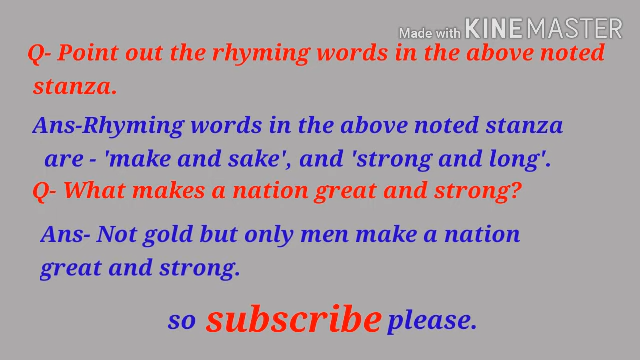 Made with KINEMASTER
Q- Point out the rhyming words in the above noted
stanza.
Ans-Rhyming words in the above noted stanza
are - 'make and sake', and 'strong and long'.
Q- What makes a nation great and strong?
Ans- Not gold but only men make a nation
great and strong.
so subscribe please.